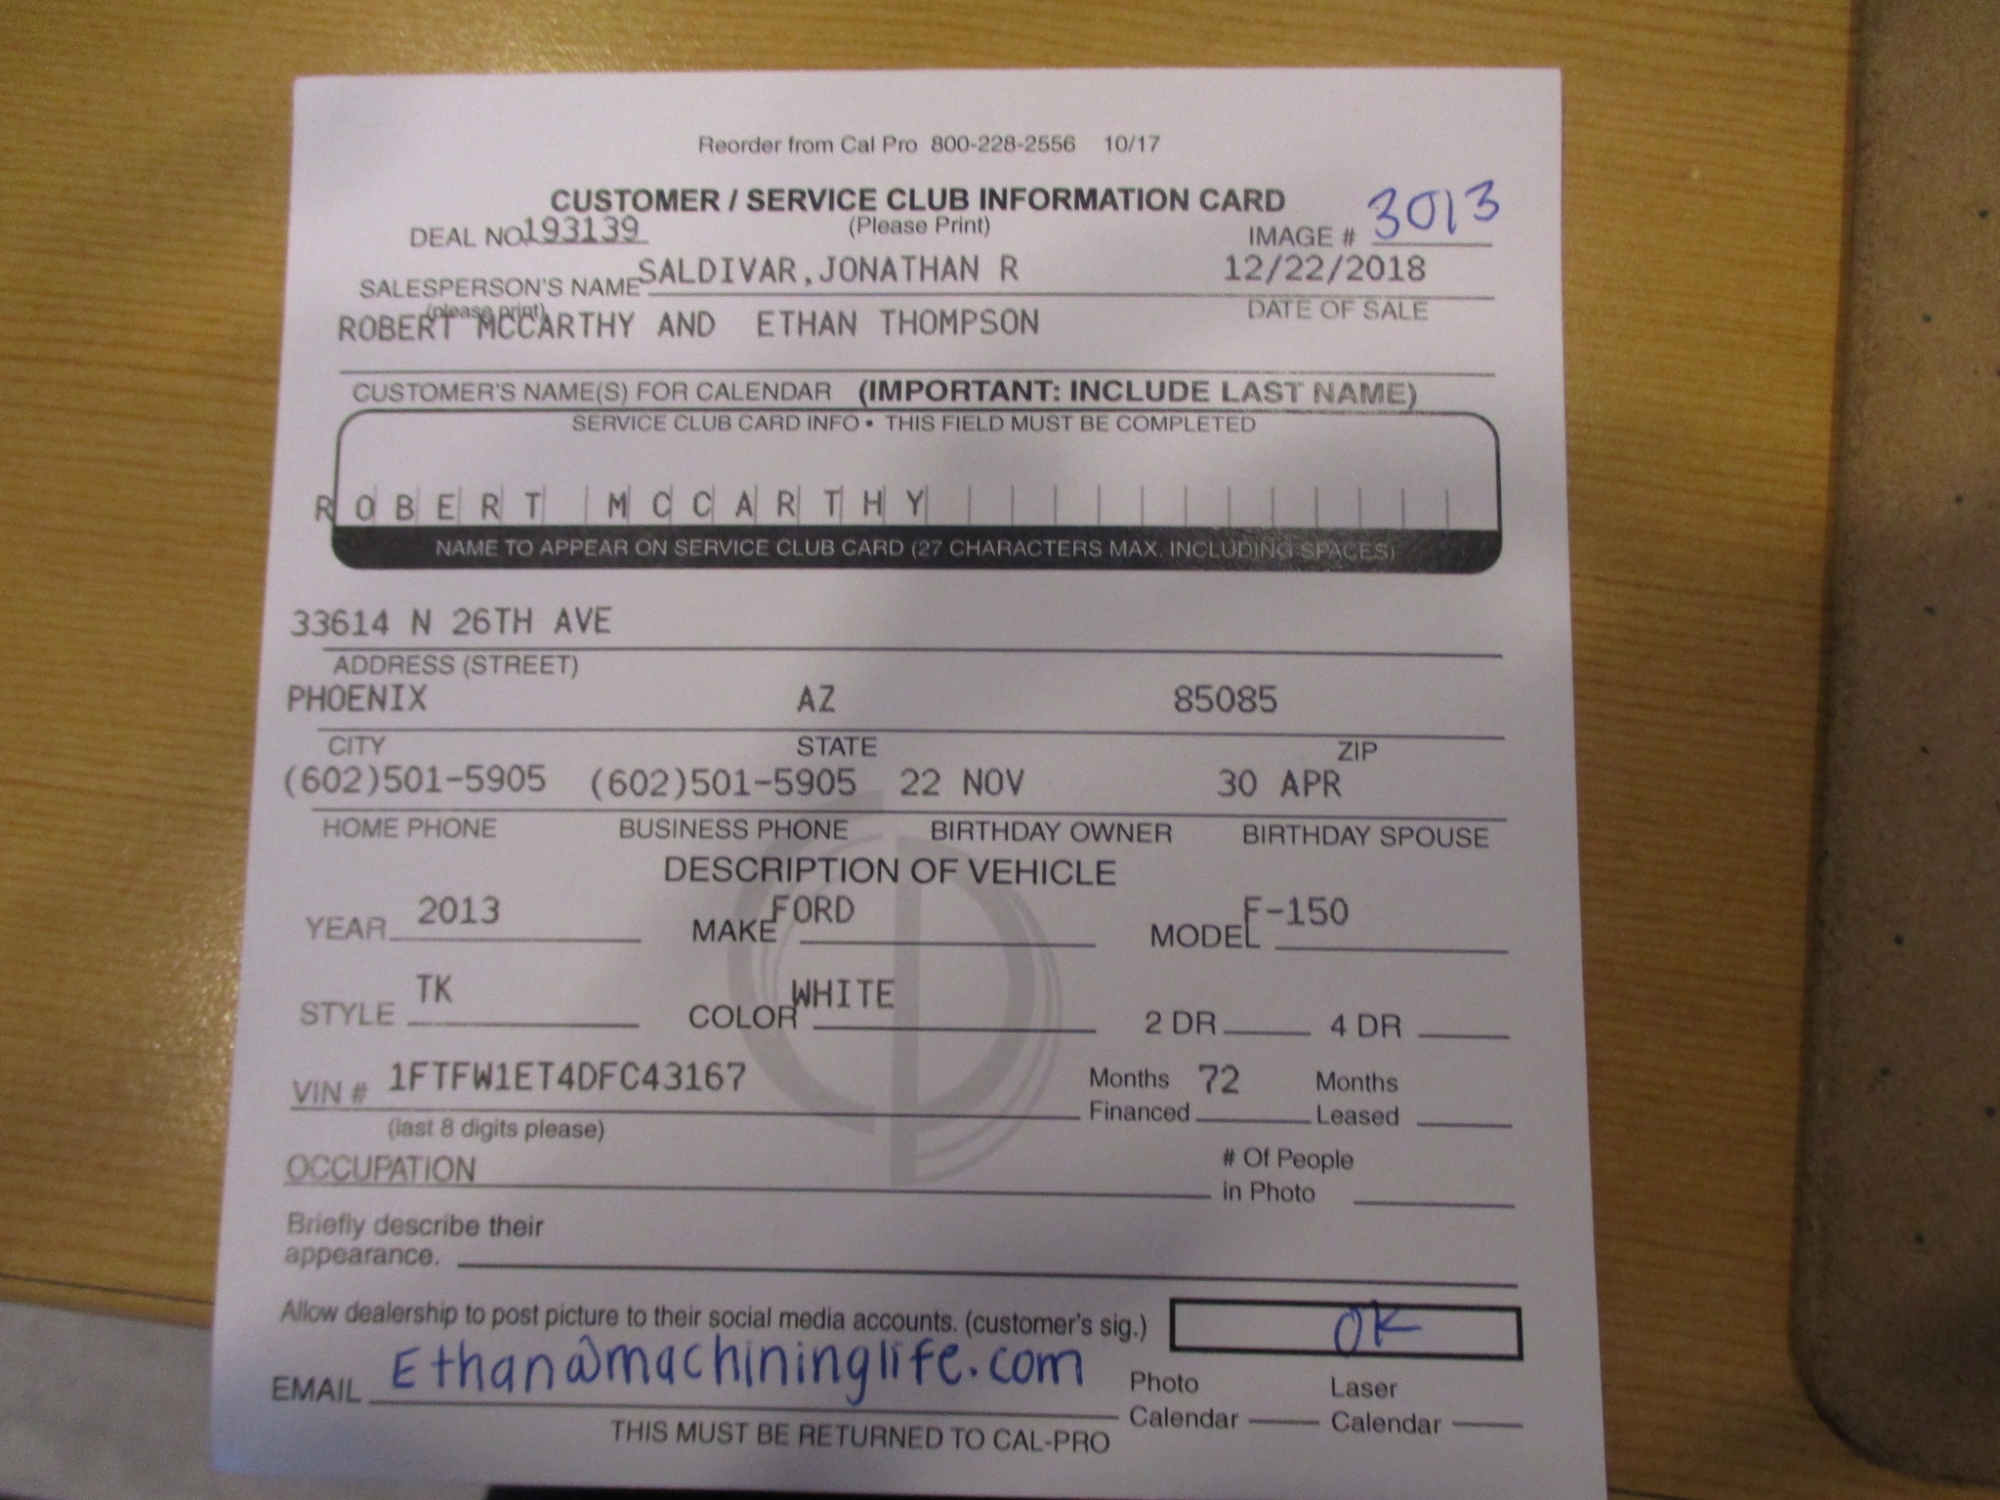 Reorder from Cal Pro 800-228-2556 10/17
CUSTOMER / SERVICE CLUB INFORMATION CARD
(Please Print)
DEAL NO. 193139 IMAGE # 3013
SALESPERSON'S NAME SALDIVAR, JONATHAN R 12/22/2018
(please print) DATE OF SALE
ROBERT MCCARTHY AND ETHAN THOMPSON
CUSTOMER'S NAME(S) FOR CALENDAR (IMPORTANT: INCLUDE LAST NAME)
SERVICE CLUB CARD INFO • THIS FIELD MUST BE COMPLETED
ROBERT MCCARTHY
NAME TO APPEAR ON SERVICE CLUB CARD (27 CHARACTERS MAX. INCLUDING SPACES)
33614 N 26TH AVE
ADDRESS (STREET)
PHOENIX AZ 85085
CITY STATE ZIP
(602)501-5905 (602)501-5905 22 NOV 30 APR
HOME PHONE BUSINESS PHONE BIRTHDAY OWNER BIRTHDAY SPOUSE
DESCRIPTION OF VEHICLE
YEAR 2013 MAKE FORD MODEL F-150
STYLE TK COLOR WHITE 2 DR 4 DR
VIN # 1FTFW1ET4DFC43167 Months Financed 72 Months Leased
(last 8 digits please)
OCCUPATION # Of People in Photo
Briefly describe their
appearance.
Allow dealership to post picture to their social media accounts. (customer's sig.) OK
EMAIL Ethan@machininglife.com Photo Calendar Laser Calendar
THIS MUST BE RETURNED TO CAL-PRO